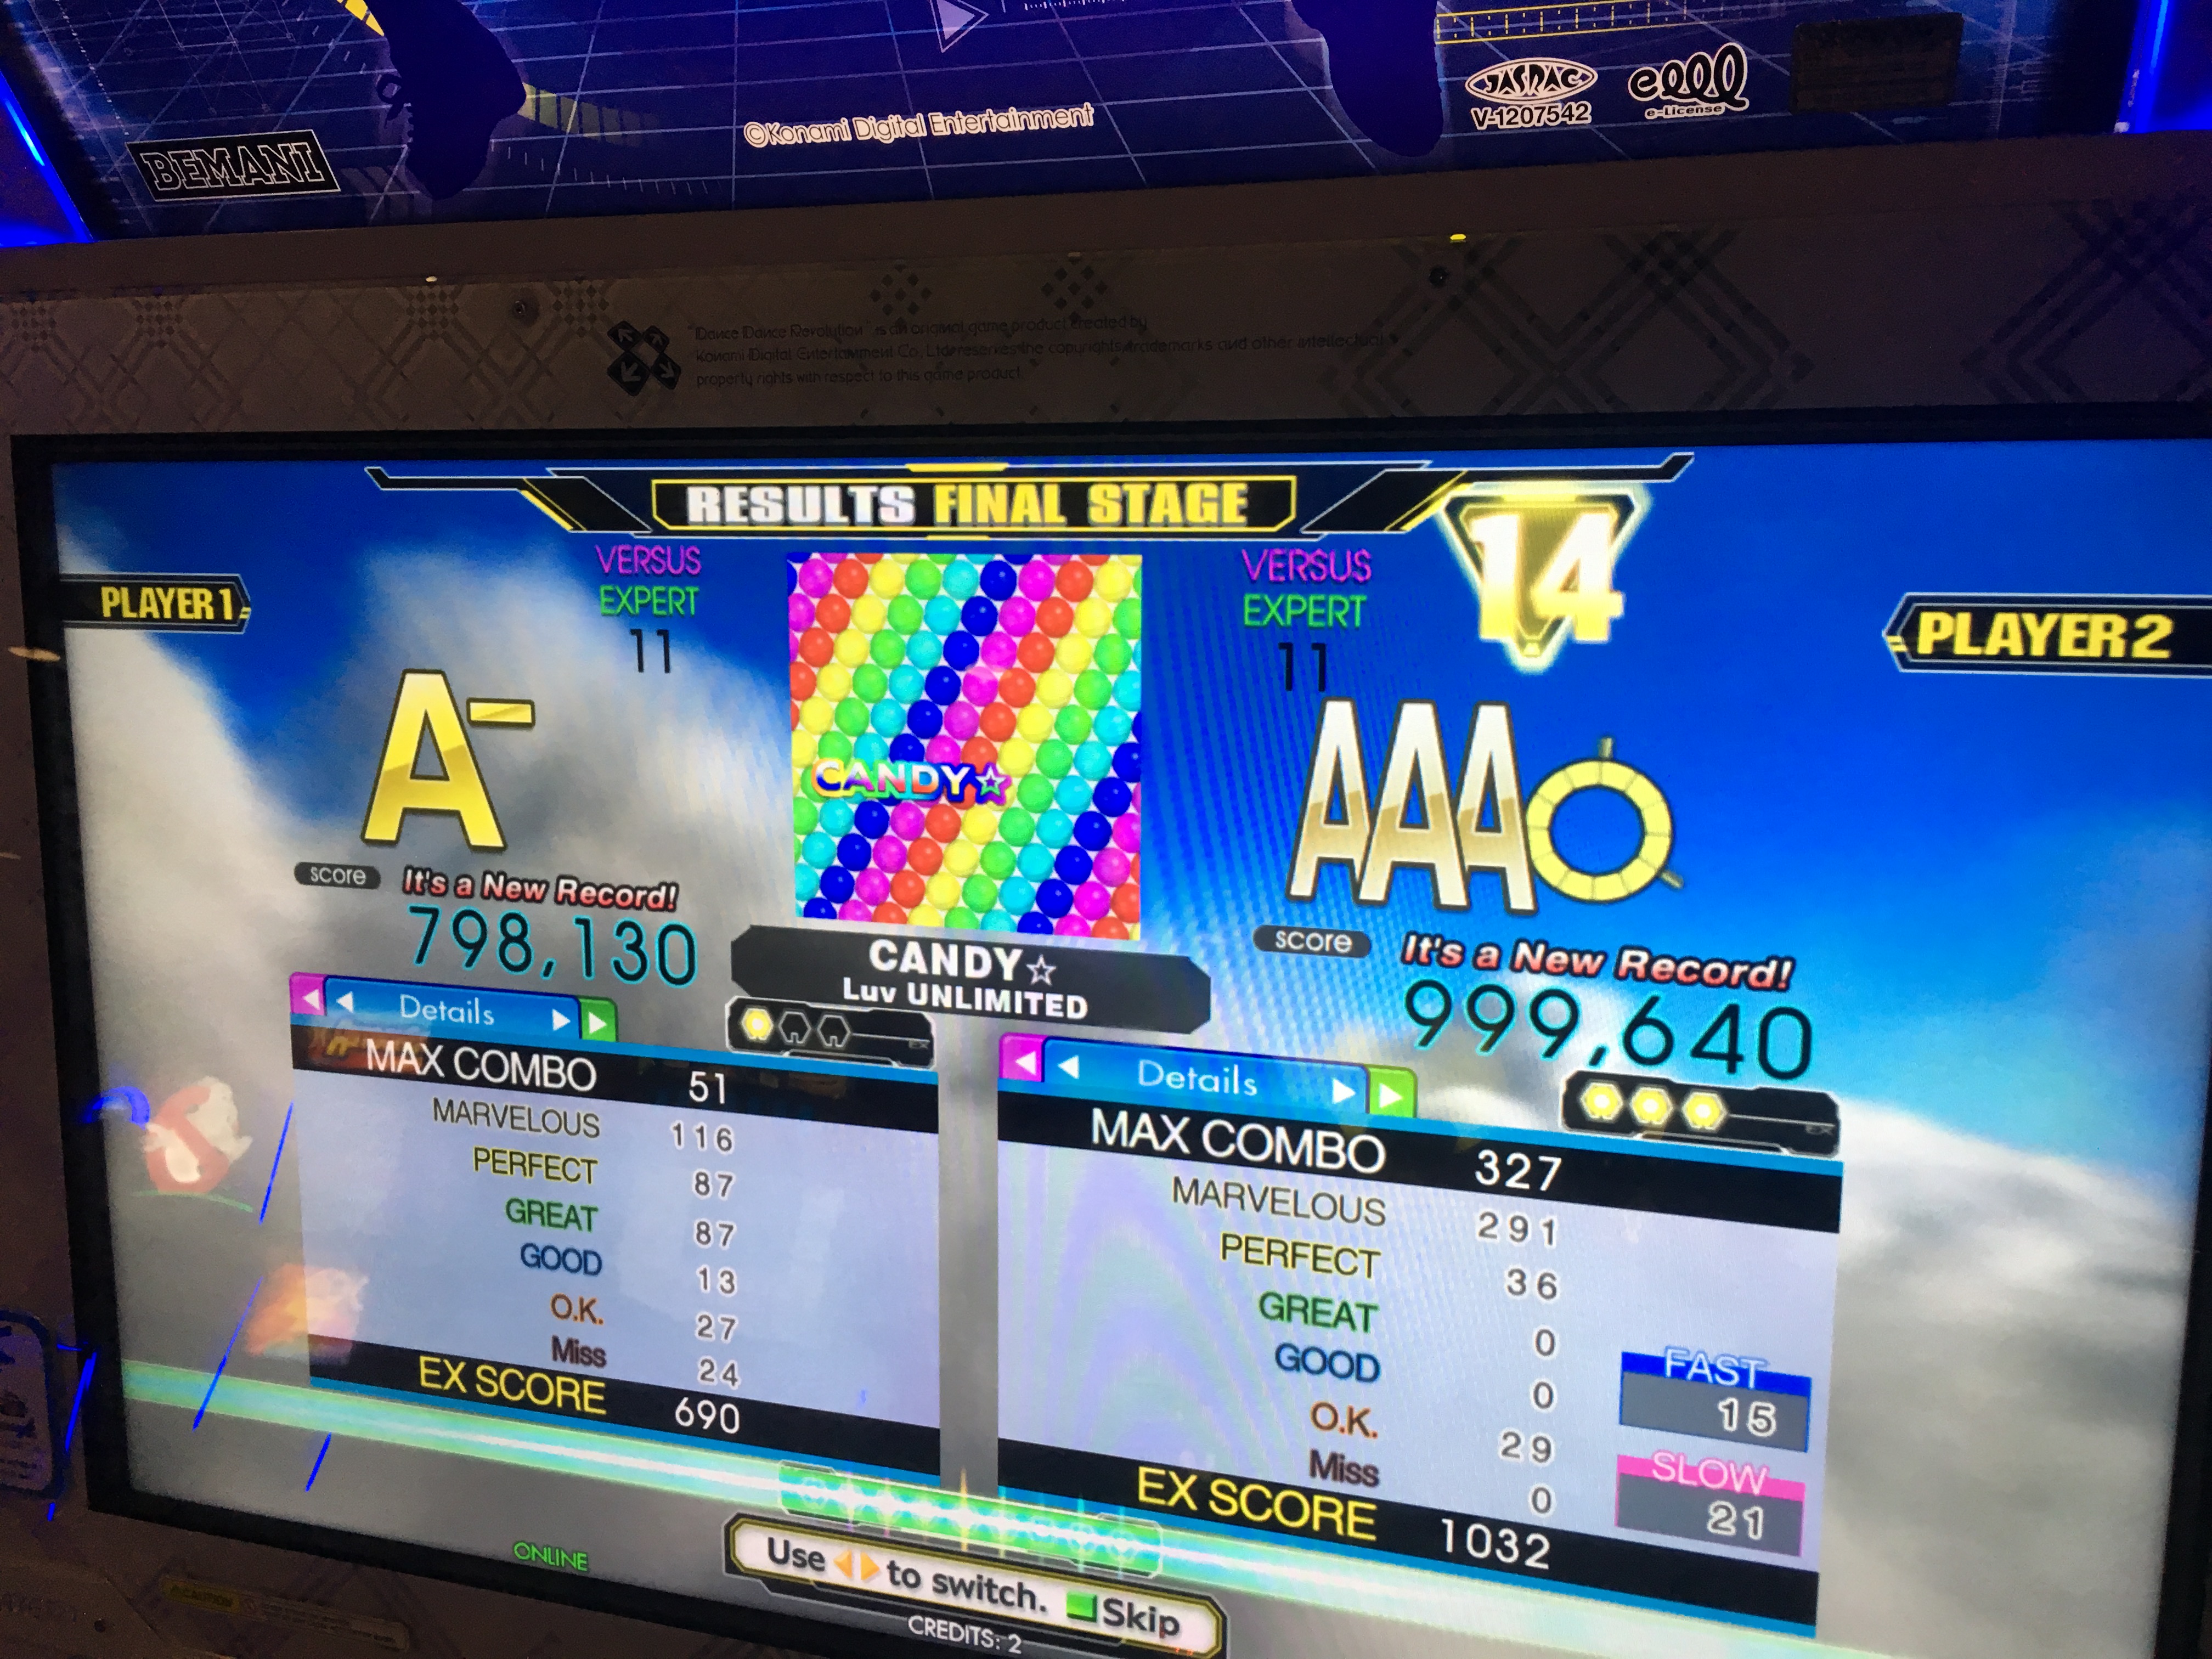 BEMANI
©Konami Digital Entertainment
JASRAC
V-1207542
elll
e-License
"Dance Dance Revolution" is an original game product created by
Konami Digital Entertainment Co., Ltd. reserves the copyrights, trademarks and other intellectual
property rights with respect to this game product.
RESULTS FINAL STAGE
14
PLAYER 1
VERSUS
EXPERT
11
VERSUS
EXPERT
11
PLAYER 2
A-
CANDY☆
AAA
score
It's a New Record!
798,130
CANDY☆
Luv UNLIMITED
score
It's a New Record!
999,640
Details
MAX COMBO 51
MARVELOUS 116
PERFECT 87
GREAT 87
GOOD 13
O.K. 27
Miss 24
EX SCORE 690
EX
Details
EX
MAX COMBO 327
MARVELOUS 291
PERFECT 36
GREAT 0
GOOD 0
O.K. 29
Miss 0
EX SCORE 1032
FAST
15
SLOW
21
ONLINE
Use to switch. Skip
CREDITS: 2
CAUTION